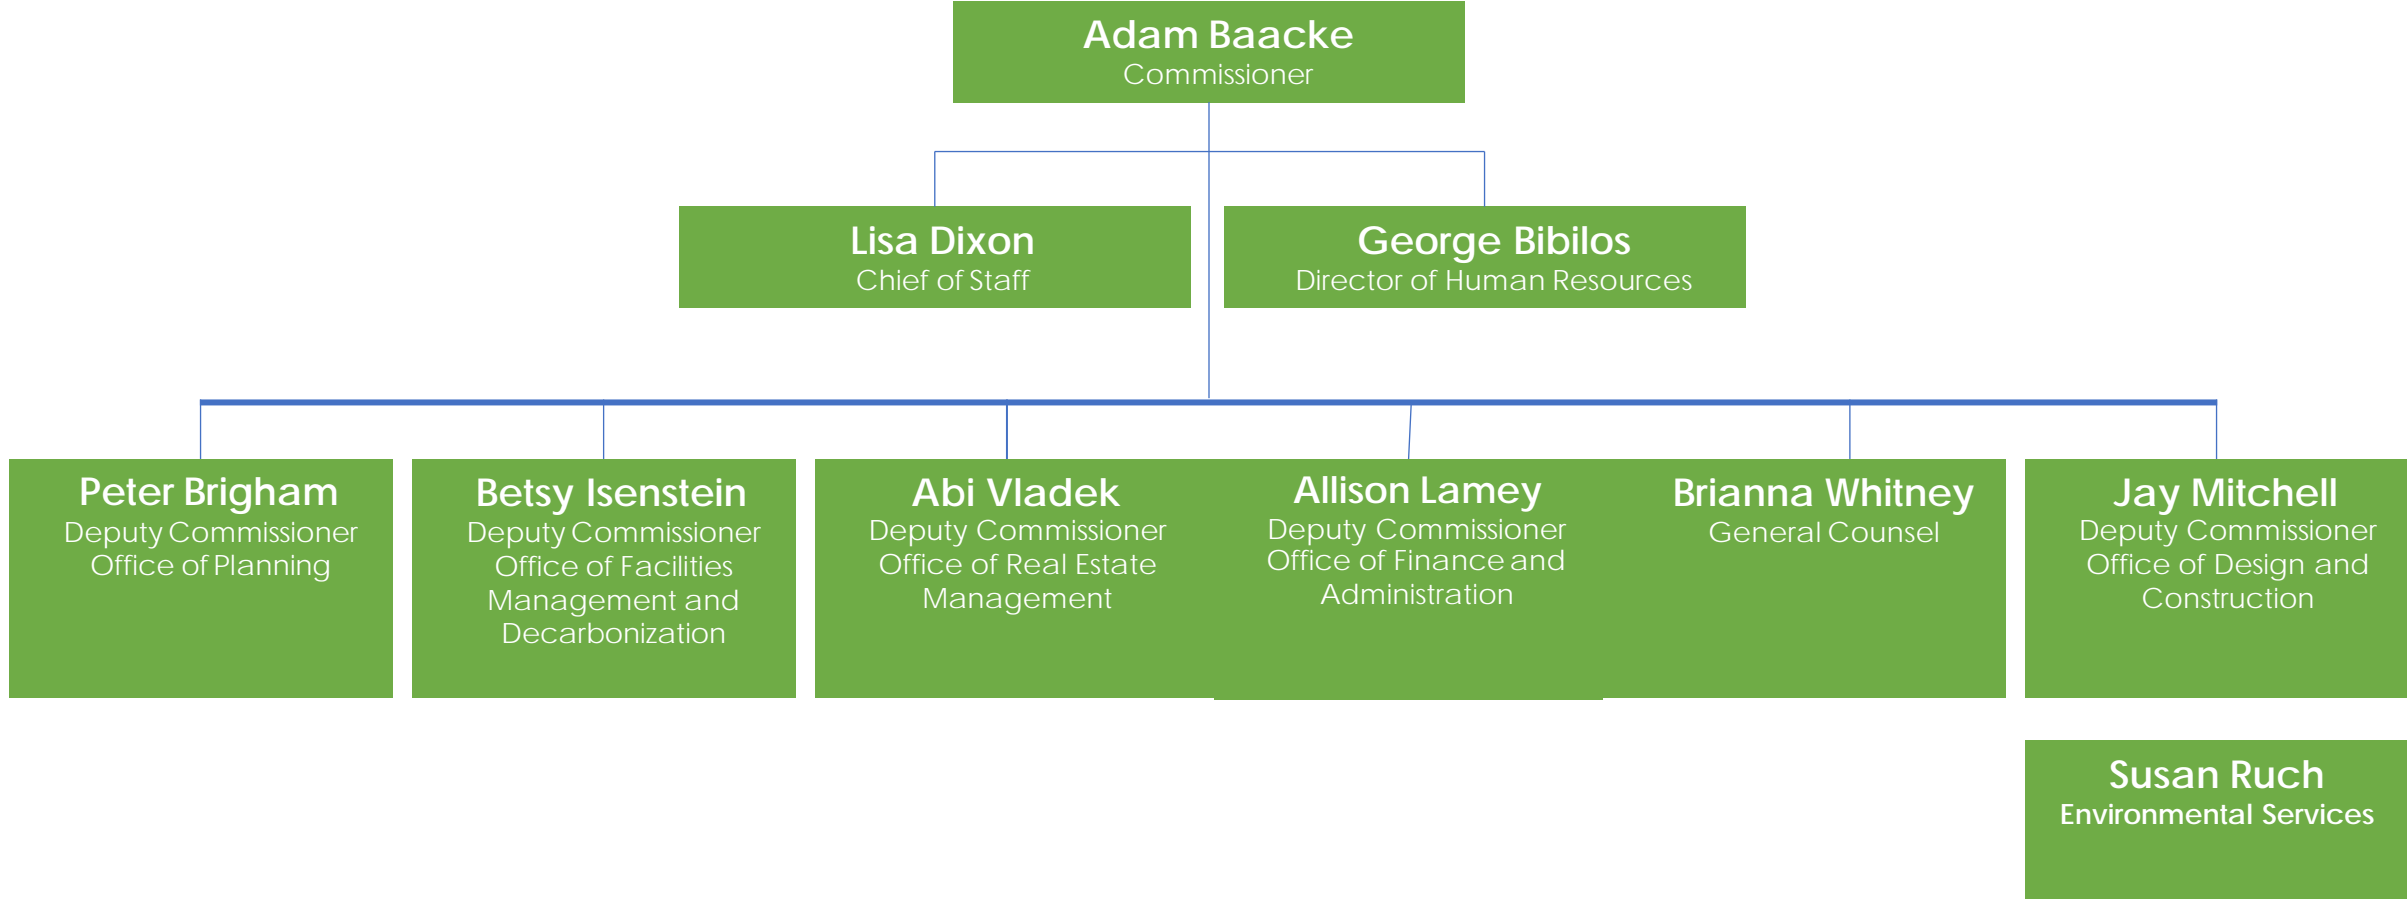 Adam Baacke
Commissioner
Lisa Dixon
Chief of Staff
George Bibilos
Director of Human Resources
Peter Brigham
Deputy Commissioner
Office of Planning
Betsy Isenstein
Deputy Commissioner
Office of Facilities
Management and
Decarbonization
Abi Vladek
Deputy Commissioner
Office of Real Estate
Management
Allison Lamey
Deputy Commissioner
Office of Finance and
Administration
Brianna Whitney
General Counsel
Jay Mitchell
Deputy Commissioner
Office of Design and
Construction
Susan Ruch
Environmental Services